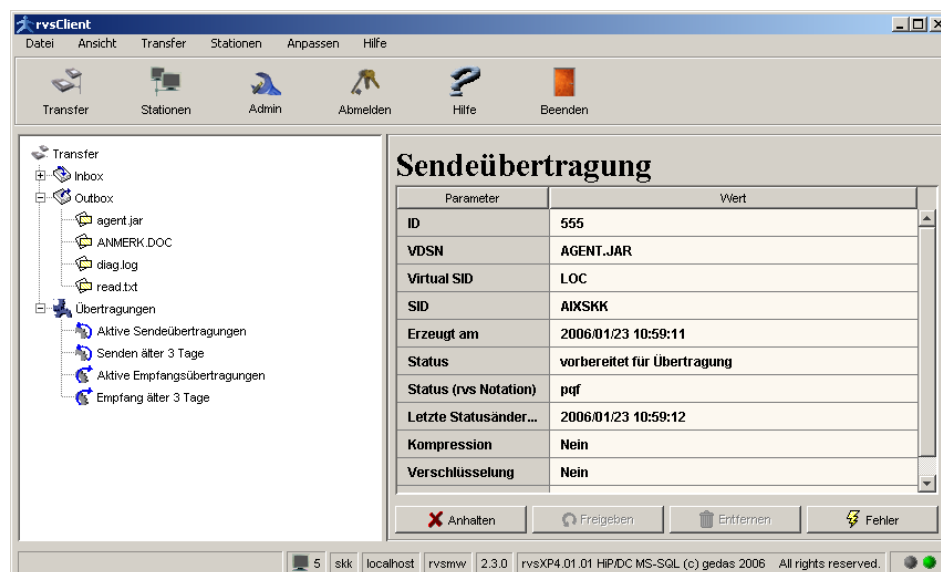 rvsClient
Datei Ansicht Transfer Stationen Anpassen Hilfe
Transfer Stationen Admin Abmelden Hilfe Beenden
Transfer
Inbox
Outbox
agent.jar
ANMERK.DOC
diag.log
read.txt
Übertragungen
Aktive Sendeübertragungen
Senden älter 3 Tage
Aktive Empfangsübertragungen
Empfang älter 3 Tage
Sendeübertragung
Parameter Wert
ID 555
VDSN AGENT.JAR
Virtual SID LOC
SID AIXSKK
Erzeugt am 2006/01/23 10:59:11
Status vorbereitet für Übertragung
Status (rvs Notation) pqf
Letzte Statusänder... 2006/01/23 10:59:12
Kompression Nein
Verschlüsselung Nein
Anhalten Freigeben Entfernen Fehler
5 skk localhost rvsmw 2.3.0 rvsXP4.01.01 HiP/DC MS-SQL (c) gedas 2006 All rights reserved.